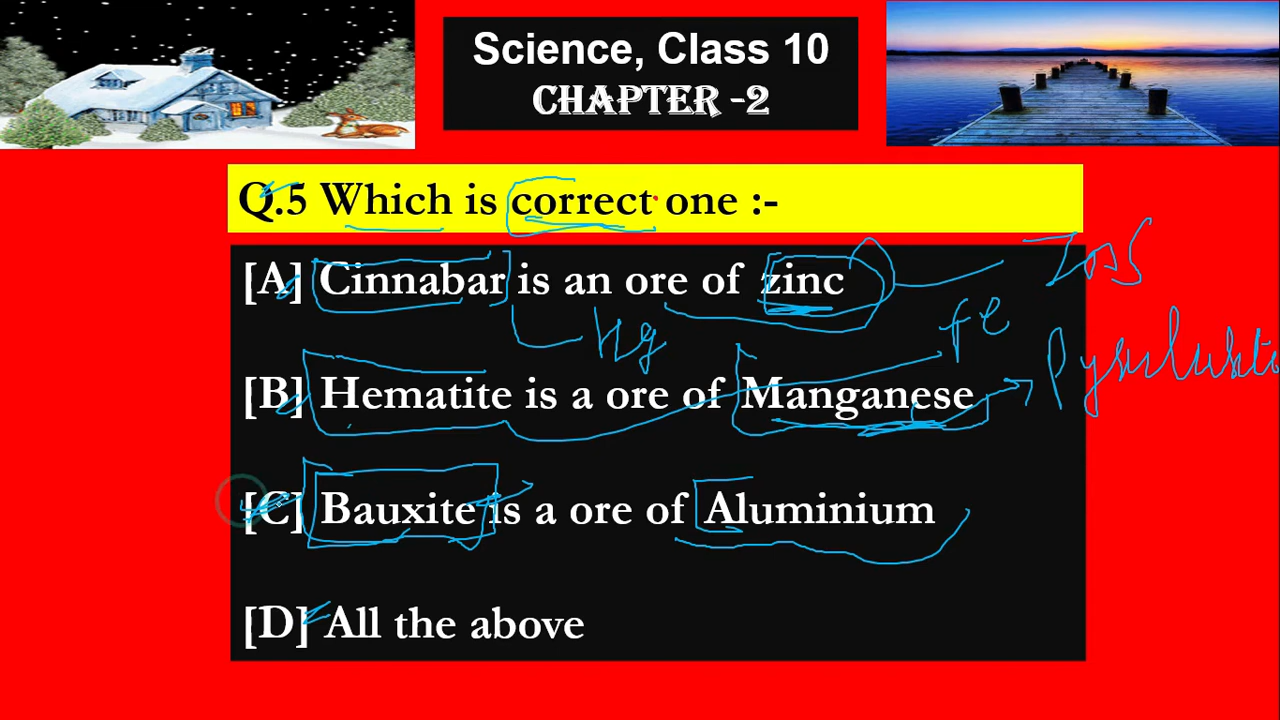 Science, Class 10
CHAPTER -2
Q.5 Which is correct one :-
[A] Cinnabar is an ore of zinc
ZnS
Hg
Fe
[B] Hematite is a ore of Manganese
[C] Bauxite is a ore of Aluminium
[D] All the above